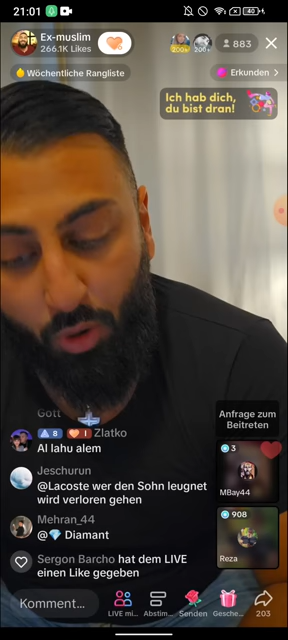 21:01
40
Ex-muslim
266.1K Likes
200+
200+
883
Wöchentliche Rangliste
Erkunden
Ich hab dich,
du bist dran!
Gott
8
1
Zlatko
Al lahu alem
Jeschurun
@Lacoste wer den Sohn leugnet
wird verloren gehen
Mehran_44
@💎 Diamant
Sergon Barcho hat dem LIVE
einen Like gegeben
Anfrage zum
Beitreten
3
MBay44
908
Reza
Komment...
LIVE mi...
Abstim...
Senden
Gesche...
203